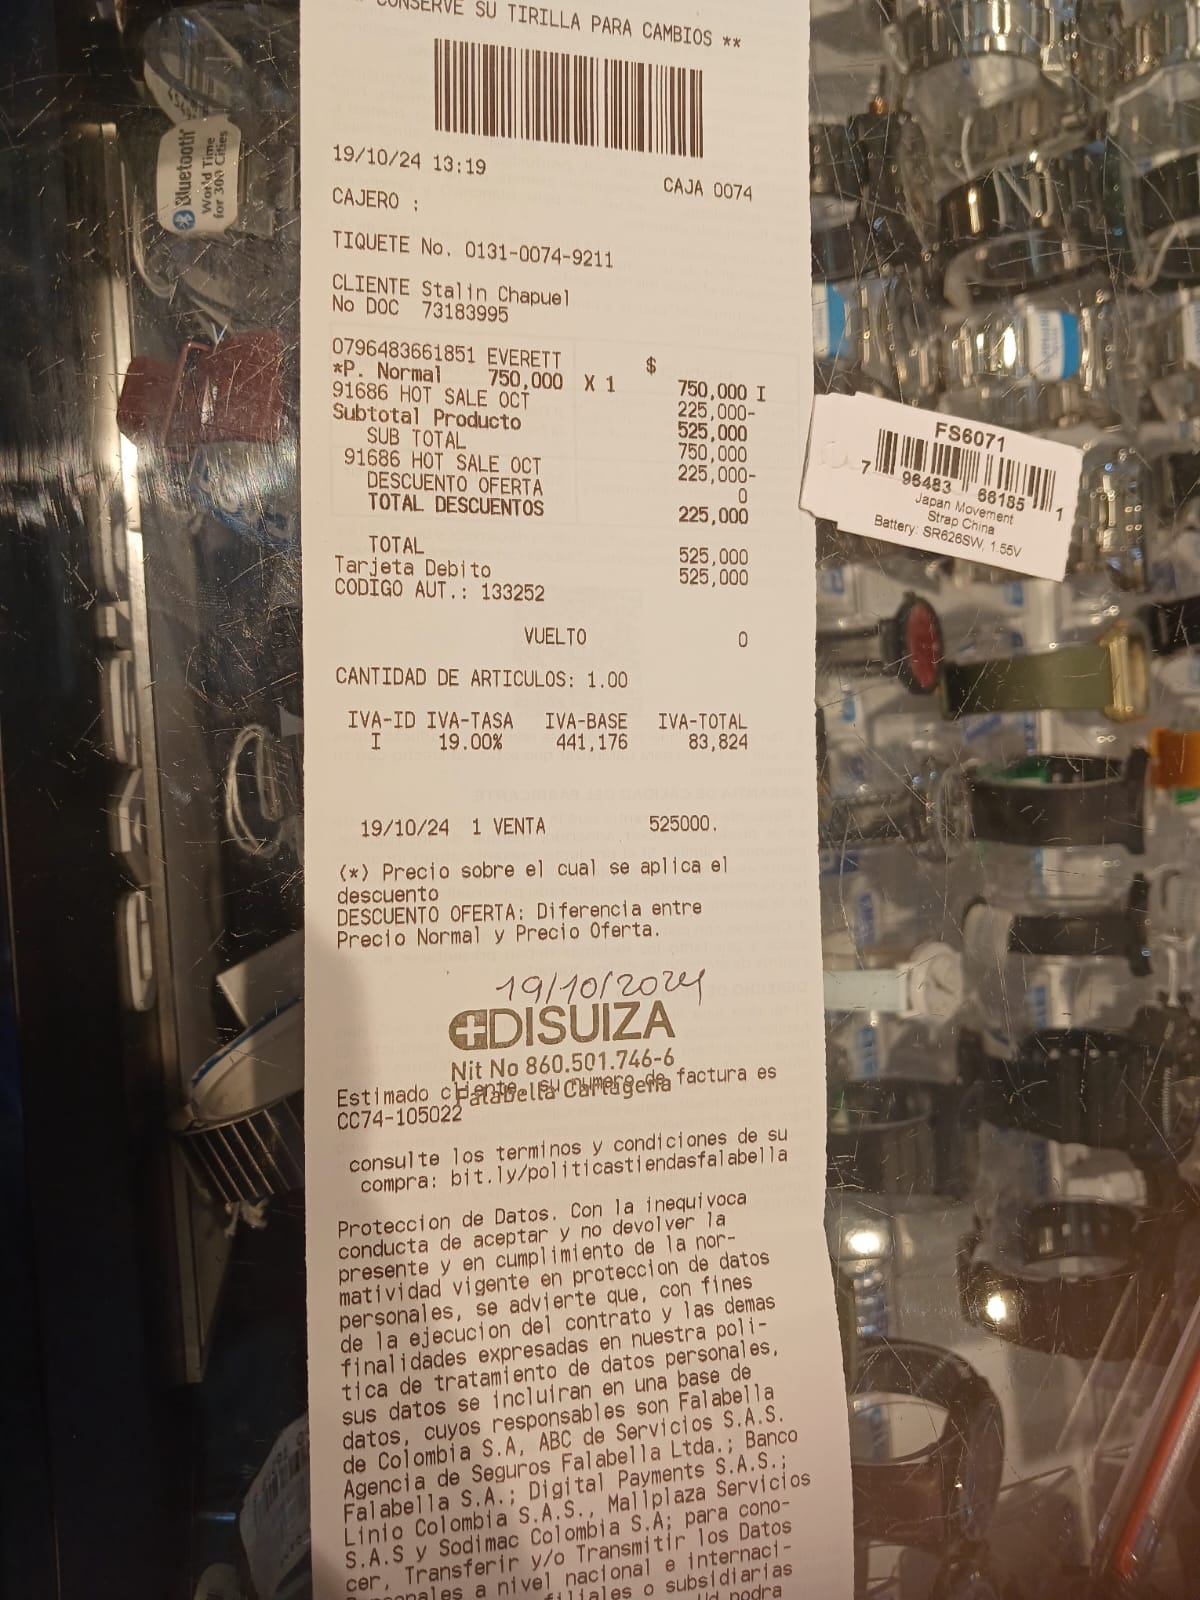 CONSERVE SU TIRILLA PARA CAMBIOS **
19/10/24 13:19 CAJA 0074
CAJERO :
TIQUETE No. 0131-0074-9211
CLIENTE Stalin Chapuel
No DOC 73183995
0796483661851 EVERETT $
*P. Normal 750,000 X 1 750,000 I
91686 HOT SALE OCT 225,000-
Subtotal Producto 525,000
SUB TOTAL 750,000
91686 HOT SALE OCT 225,000-
DESCUENTO OFERTA 0
TOTAL DESCUENTOS 225,000
TOTAL 525,000
Tarjeta Debito 525,000
CODIGO AUT.: 133252
VUELTO 0
CANTIDAD DE ARTICULOS: 1.00
IVA-ID IVA-TASA IVA-BASE IVA-TOTAL
I 19.00% 441,176 83,824
19/10/24 1 VENTA 525000.
(*) Precio sobre el cual se aplica el
descuento
DESCUENTO OFERTA: Diferencia entre
Precio Normal y Precio Oferta.
19/10/2024
DISUIZA
Nit No 860.501.746-6
Falabella Cartagena
Estimado cliente, su numero de factura es
CC74-105022
consulte los terminos y condiciones de su
compra: bit.ly/politicastiendasfalabella
Proteccion de Datos. Con la inequivoca
conducta de aceptar y no devolver la
presente y en cumplimiento de la nor-
matividad vigente en proteccion de datos
personales, se advierte que, con fines
de la ejecucion del contrato y las demas
finalidades expresadas en nuestra poli-
tica de tratamiento de datos personales,
sus datos se incluiran en una base de
datos, cuyos responsables son Falabella
de Colombia S.A, ABC de Servicios S.A.S.
Agencia de Seguros Falabella Ltda.; Banco
Falabella S.A.; Digital Payments S.A.S.;
Linio Colombia S.A.S., Mallplaza Servicios
S.A.S y Sodimac Colombia S.A; para cono-
cer, Transferir y/o Transmitir los Datos
a nivel nacional e internaci-
filiales o subsidiarias
Ud podra
Bluetooth
World Time
for 300 Cities
FS6071
7 96483 66185 1
Japan Movement
Strap China
Battery: SR626SW, 1.55V